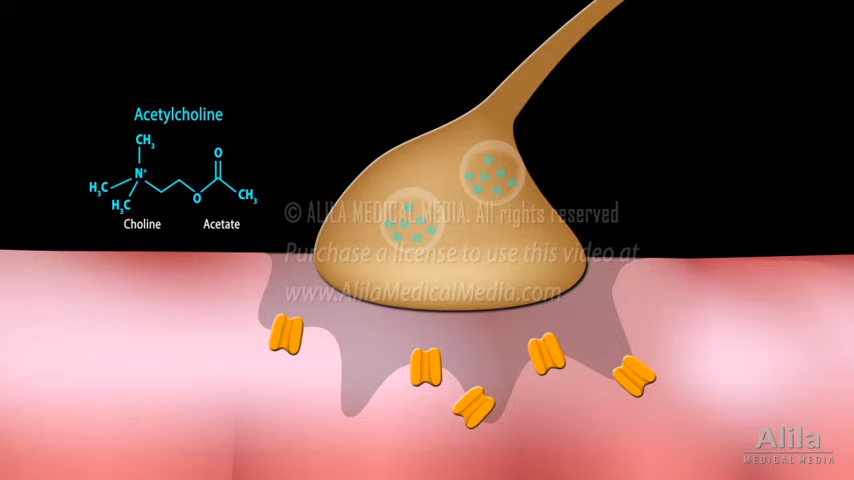 Acetylcholine
CH3
O
N+
H3C
H3C
O
CH3
Choline
Acetate
© ALILA MEDICAL MEDIA. All rights reserved
Purchase a license to use this video at
www.AlilaMedicalMedia.com
Alila
MEDICAL MEDIA